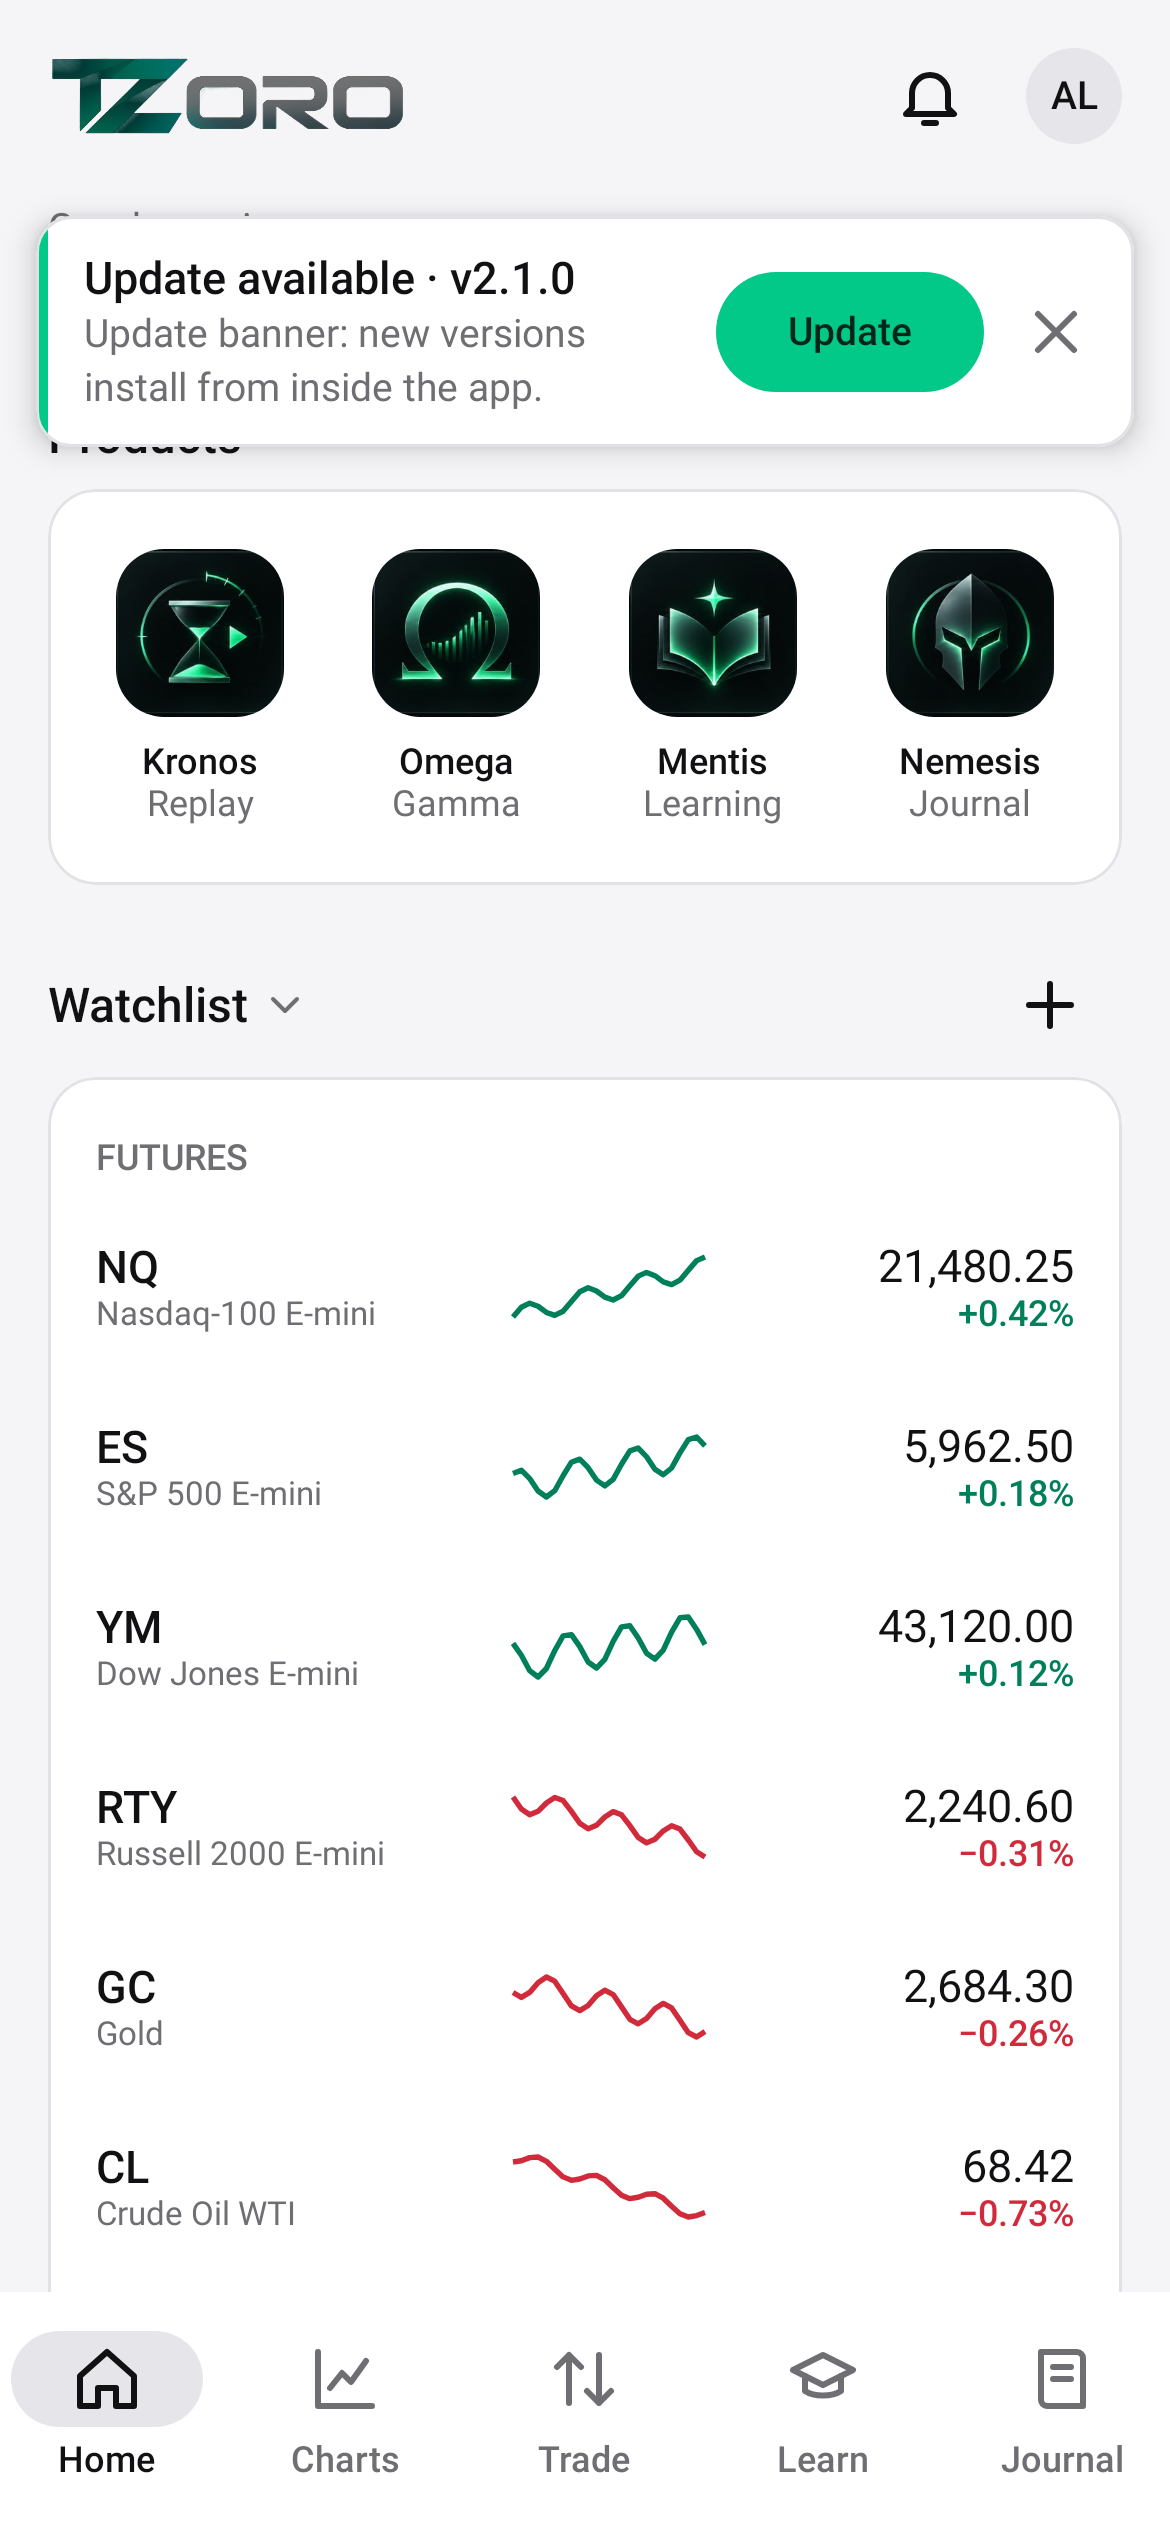 TZORO
AL
Update available · v2.1.0
Update banner: new versions
install from inside the app.
Update
Products
Kronos
Replay
Omega
Gamma
Mentis
Learning
Nemesis
Journal
Watchlist
FUTURES
NQ
Nasdaq-100 E-mini
21,480.25
+0.42%
ES
S&P 500 E-mini
5,962.50
+0.18%
YM
Dow Jones E-mini
43,120.00
+0.12%
RTY
Russell 2000 E-mini
2,240.60
−0.31%
GC
Gold
2,684.30
−0.26%
CL
Crude Oil WTI
68.42
−0.73%
Home
Charts
Trade
Learn
Journal